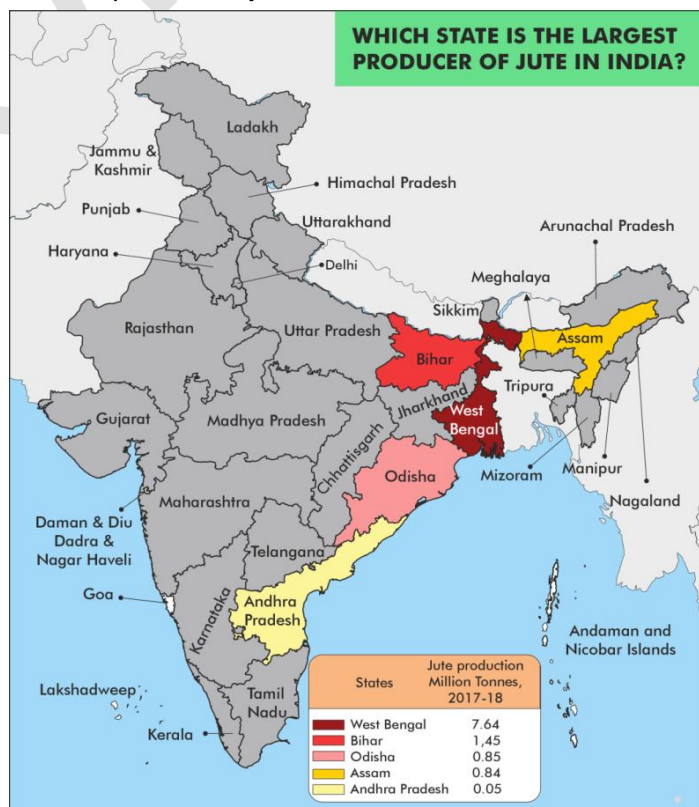 WHICH STATE IS THE LARGEST
PRODUCER OF JUTE IN INDIA?
Ladakh
Jammu &
Kashmir
Himachal Pradesh
Punjab
Uttarakhand
Haryana
Delhi
Arunachal Pradesh
Meghalaya
Sikkim
Rajasthan
Uttar Pradesh
Bihar
Assam
Jharkhand
West
Bengal
Tripura
Gujarat
Madhya Pradesh
Chhattisgarh
Odisha
Mizoram
Manipur
Nagaland
Maharashtra
Daman & Diu
Dadra &
Nagar Haveli
Telangana
Goa
Karnataka
Andhra
Pradesh
Andaman and
Nicobar Islands
Lakshadweep
Tamil
Nadu
Kerala
States
Jute production
Million Tonnes,
2017-18
West Bengal 7.64
Bihar 1,45
Odisha 0.85
Assam 0.84
Andhra Pradesh 0.05